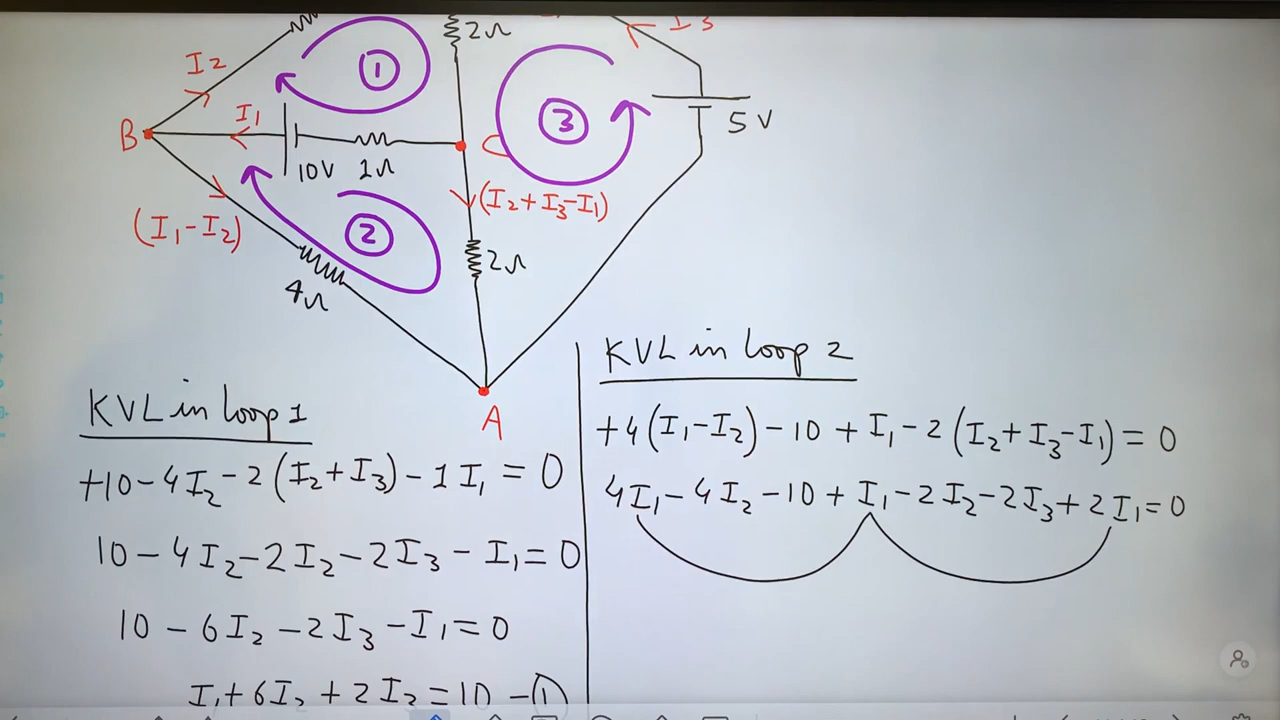 2Ω
I3
I2
1
I1
3
5V
B
10V 1Ω
(I₂+I₃-I₁)
(I₁-I₂)
2
2Ω
4Ω
A
KVL in loop 1
+10-4I₂-2(I₂+I₃)-1I₁=0
10-4I₂-2I₂-2I₃-I₁=0
10-6I₂-2I₃-I₁=0
KVL in loop 2
+4(I₁-I₂)-10+I₁-2(I₂+I₃-I₁)=0
4I₁-4I₂-10+I₁-2I₂-2I₃+2I₁=0